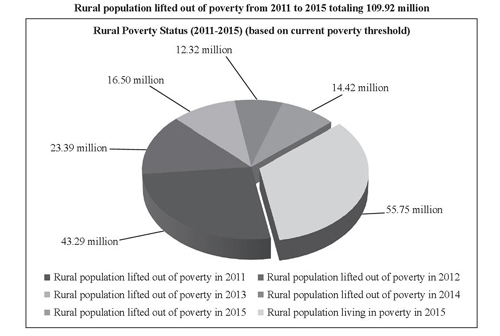 Rural population lifted out of poverty from 2011 to 2015 totaling 109.92 million
Rural Poverty Status (2011-2015) (based on current poverty threshold)
12.32 million
16.50 million
14.42 million
23.39 million
55.75 million
43.29 million
Rural population lifted out of poverty in 2011
Rural population lifted out of poverty in 2012
Rural population lifted out of poverty in 2013
Rural population lifted out of poverty in 2014
Rural population lifted out of poverty in 2015
Rural population living in poverty in 2015